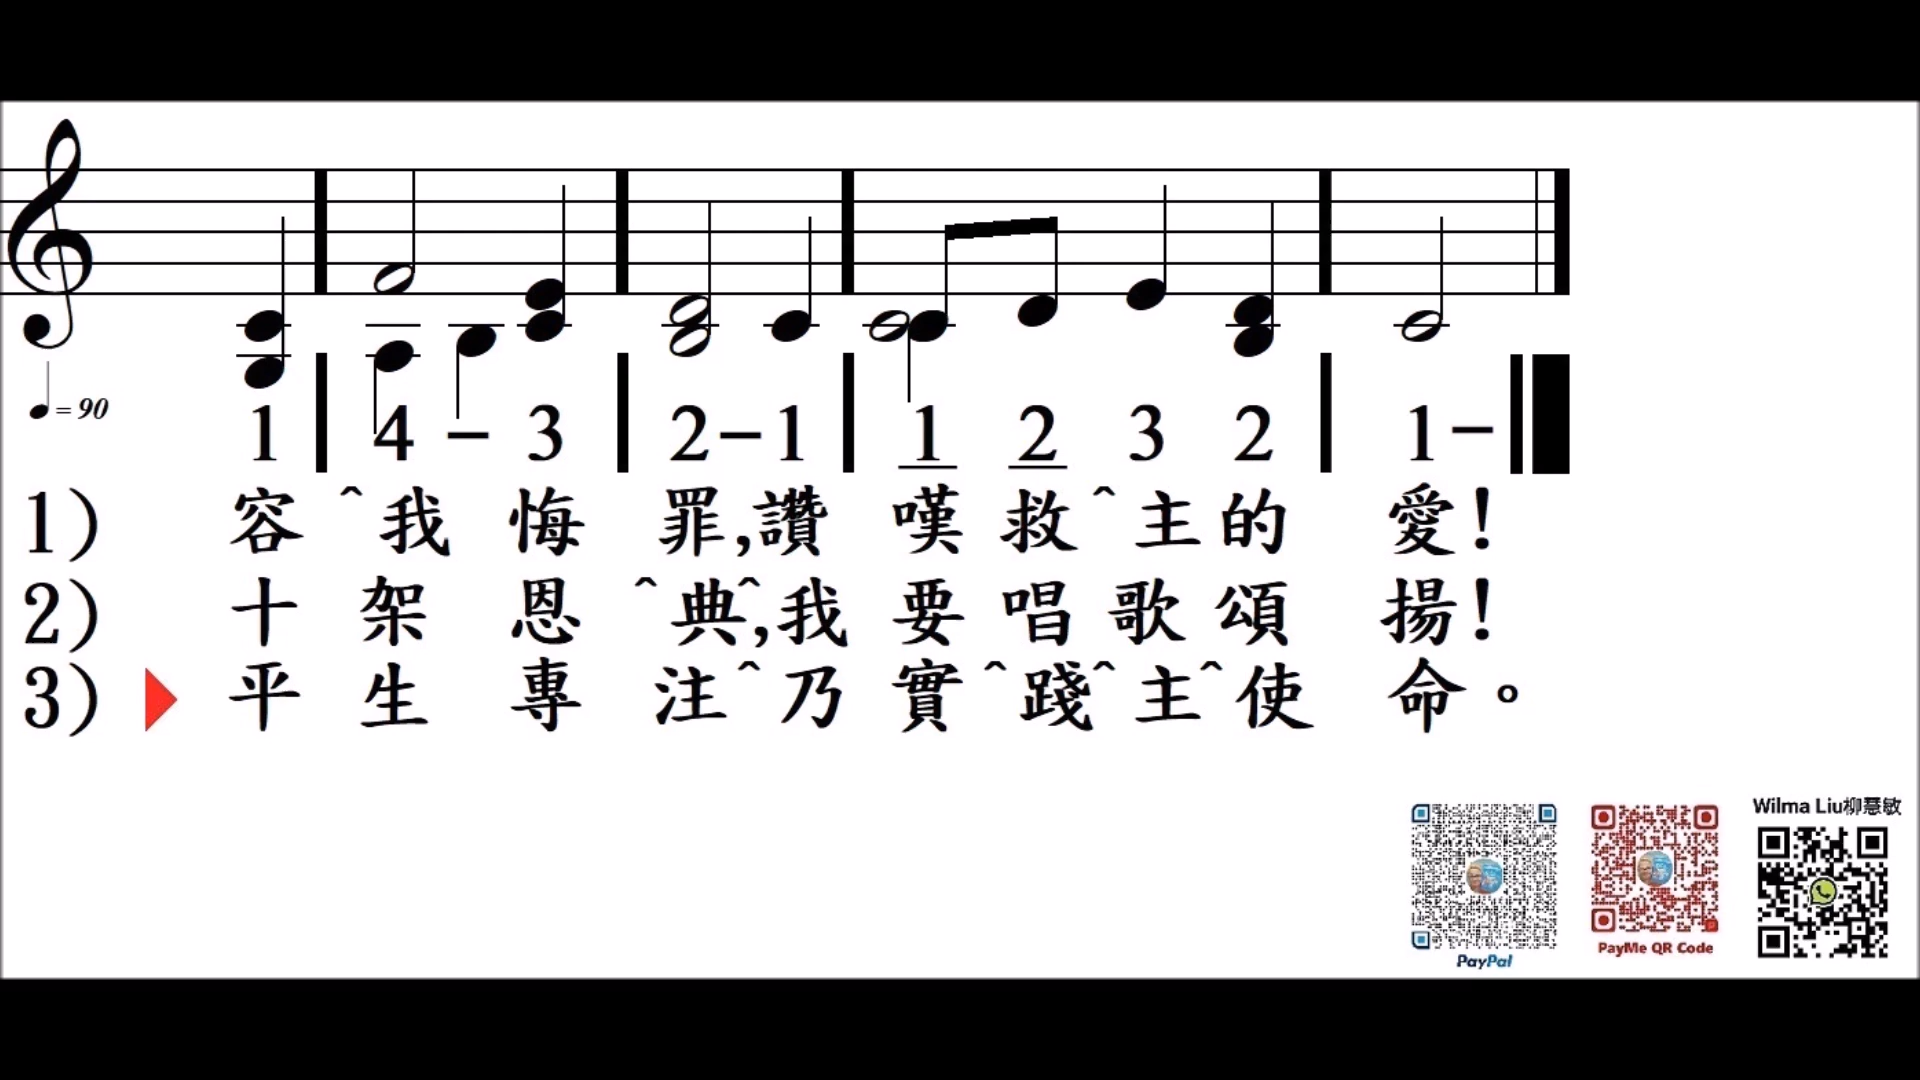 = 90
1 | 4 – 3 | 2 – 1 | 1 2 3 2 | 1 – ||
1) 容 ^ 我 悔 罪,讚 嘆 救 ^ 主 的 愛!
2) 十 架 恩 ^ 典^,我 要 唱 歌 頌 揚!
3) 平 生 專 注 ^ 乃 實 ^ 踐 ^ 主 ^ 使 命。
Wilma Liu柳慧敏
PayPal
PayMe QR Code